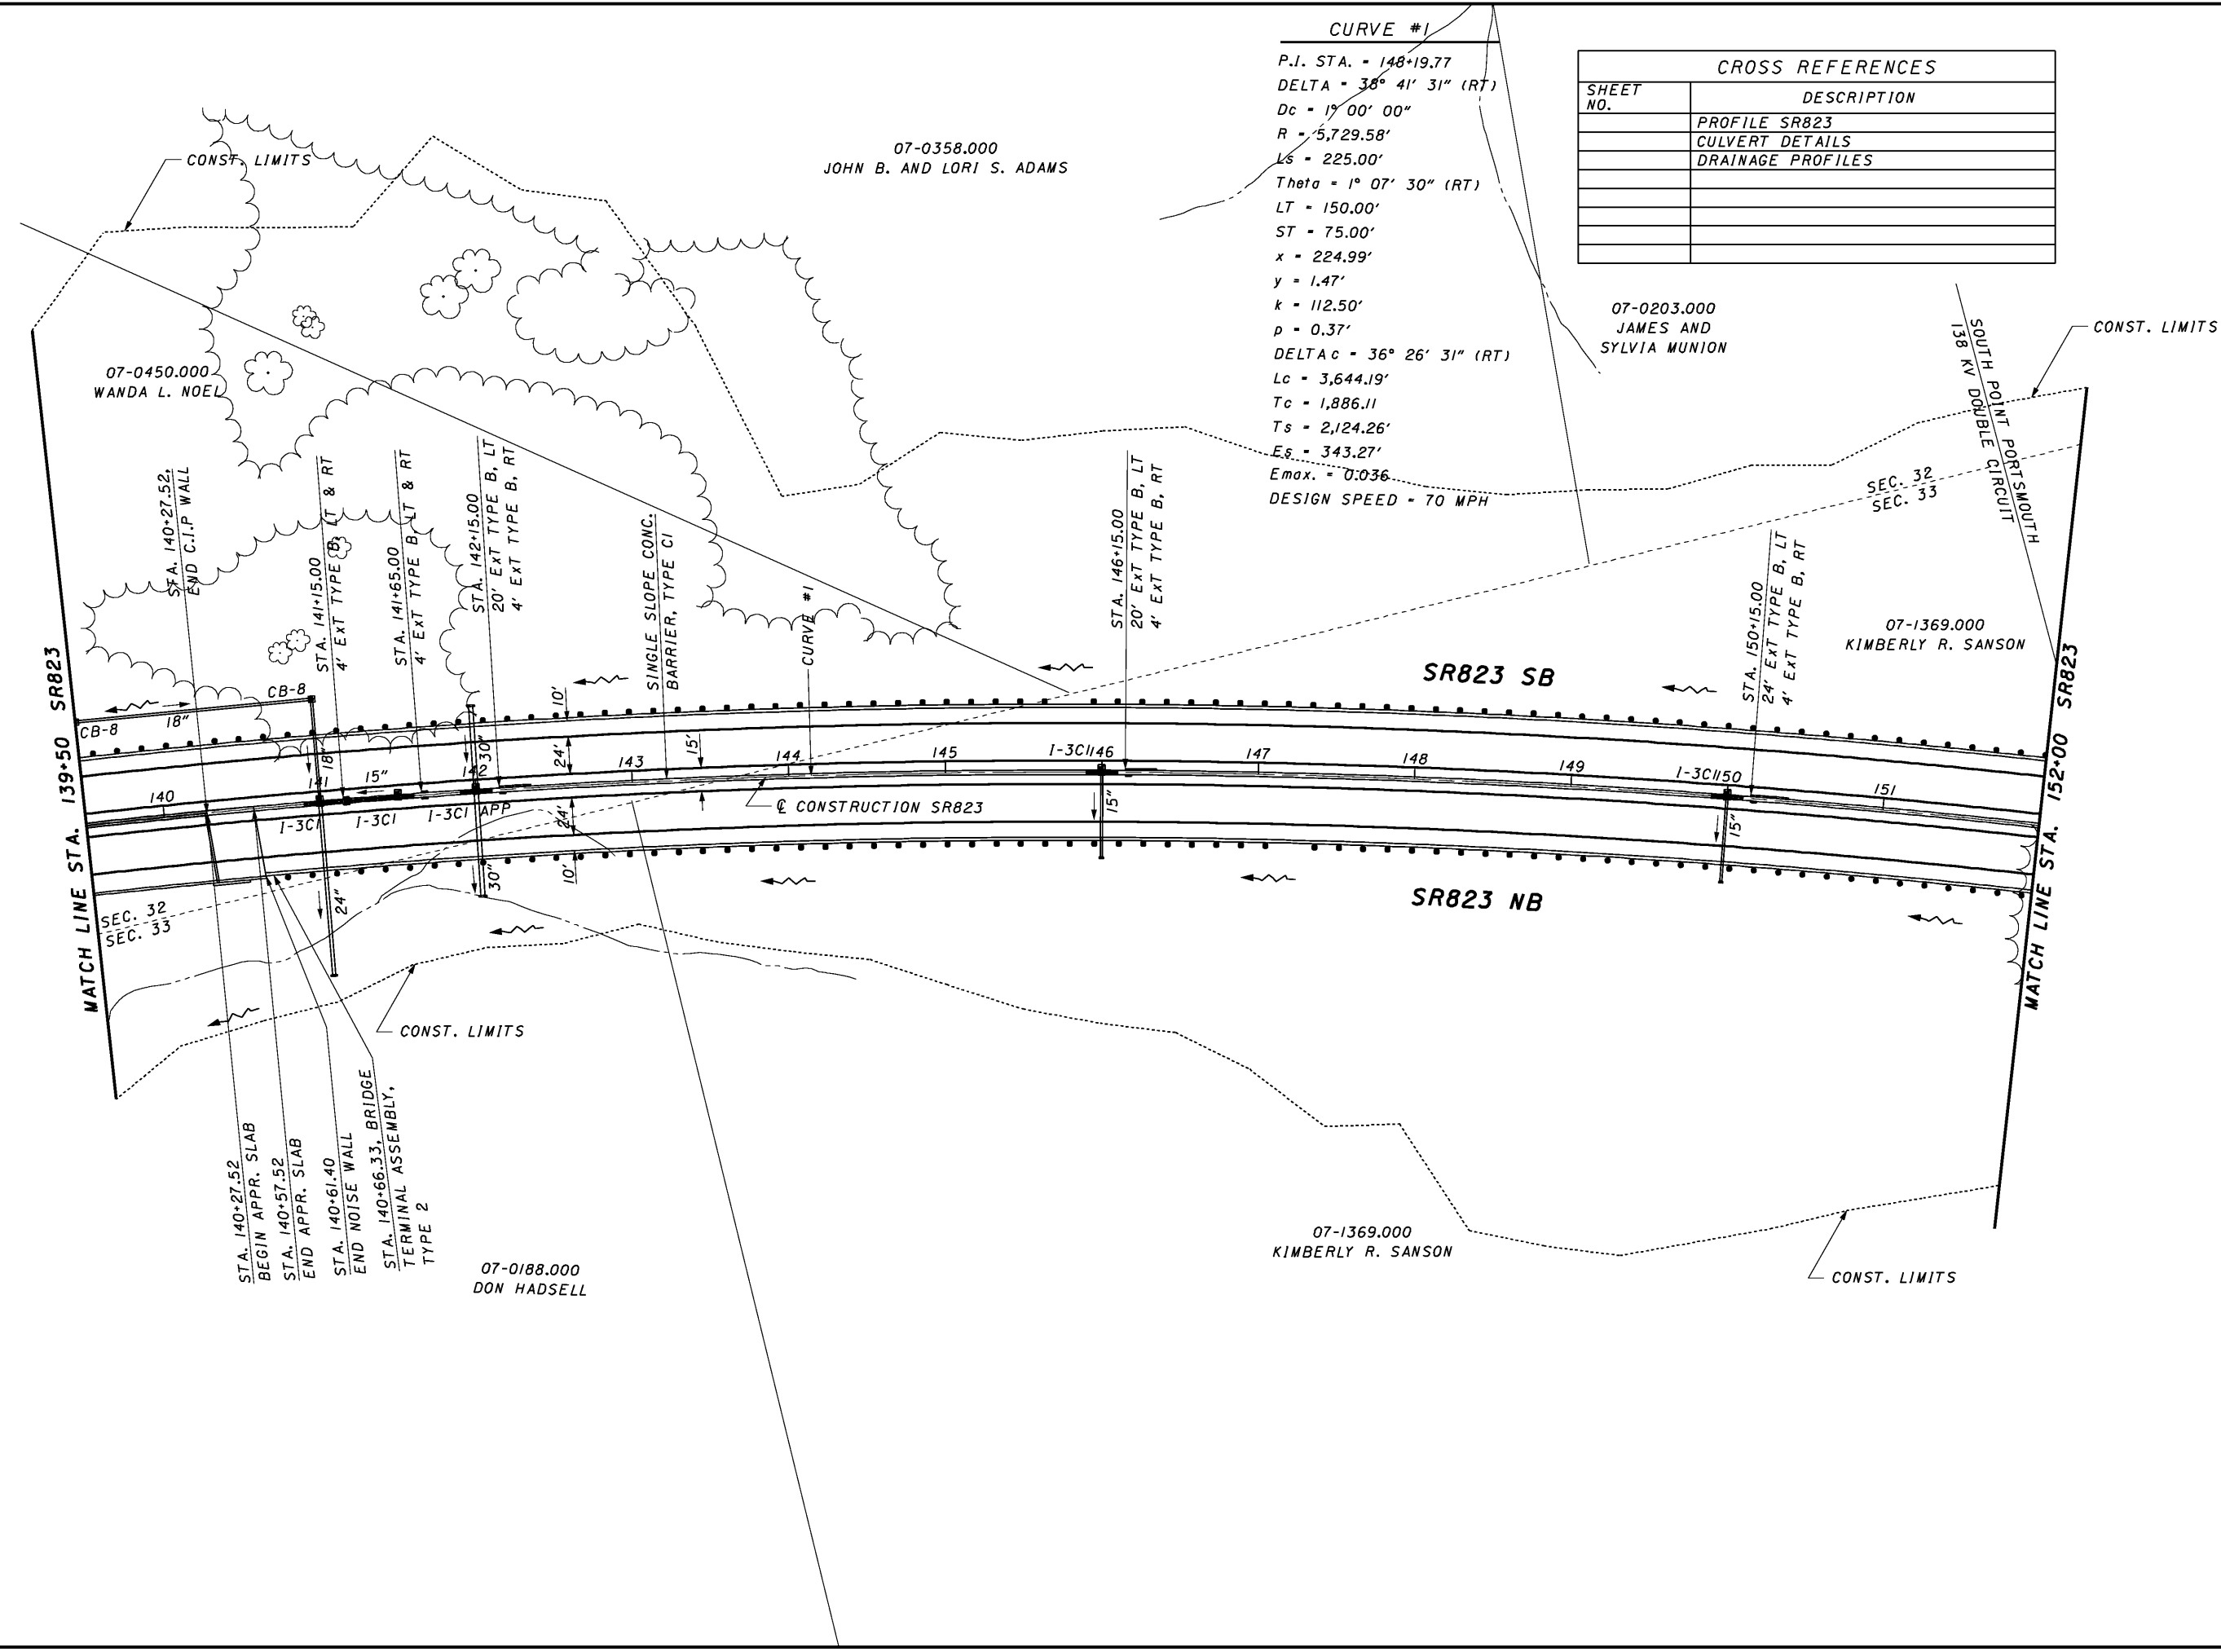 CURVE #1
P.I. STA. = 148+19.77
DELTA = 38° 41' 31" (RT)
Dc = 1° 00' 00"
R = 5,729.58'
Ls = 225.00'
Theta = 1° 07' 30" (RT)
LT = 150.00'
ST = 75.00'
x = 224.99'
y = 1.47'
k = 112.50'
p = 0.37'
DELTAc = 36° 26' 31" (RT)
Lc = 3,644.19'
Tc = 1,886.11
Ts = 2,124.26'
Es = 343.27'
Emax. = 0.036
DESIGN SPEED = 70 MPH
CROSS REFERENCES
SHEET NO.
DESCRIPTION
PROFILE SR823
CULVERT DETAILS
DRAINAGE PROFILES
CONST. LIMITS
07-0358.000
JOHN B. AND LORI S. ADAMS
07-0450.000
WANDA L. NOEL
07-0203.000
JAMES AND
SYLVIA MUNION
SOUTH POINT PORTSMOUTH
138 KV DOUBLE CIRCUIT
CONST. LIMITS
SEC. 32
SEC. 33
07-1369.000
KIMBERLY R. SANSON
STA. 140+27.52,
END C.I.P WALL
STA. 141+15.00
4' ExT TYPE B, LT & RT
STA. 141+65.00
4' ExT TYPE B, LT & RT
STA. 142+15.00
20' ExT TYPE B, LT
4' ExT TYPE B, RT
SINGLE SLOPE CONC.
BARRIER, TYPE C1
CURVE #1
STA. 146+15.00
20' ExT TYPE B, LT
4' ExT TYPE B, RT
STA. 150+15.00
24' ExT TYPE B, LT
4' ExT TYPE B, RT
SR823 SB
MATCH LINE STA. 139+50 SR823
MATCH LINE STA. 152+00 SR823
CB-8
18"
CB-8
18"
10'
24'
15'
30"
15"
140
141
142
143
144
145
146
147
148
149
150
151
I-3C1
I-3C1
I-3C1
APP
I-3C1
I-3C1
℄ CONSTRUCTION SR823
24'
10'
15"
15"
30"
24"
SR823 NB
SEC. 32
SEC. 33
CONST. LIMITS
STA. 140+27.52
BEGIN APPR. SLAB
STA. 140+57.52
END APPR. SLAB
STA. 140+61.40
END NOISE WALL
STA. 140+66.33, BRIDGE
TERMINAL ASSEMBLY,
TYPE 2
07-0188.000
DON HADSELL
07-1369.000
KIMBERLY R. SANSON
CONST. LIMITS